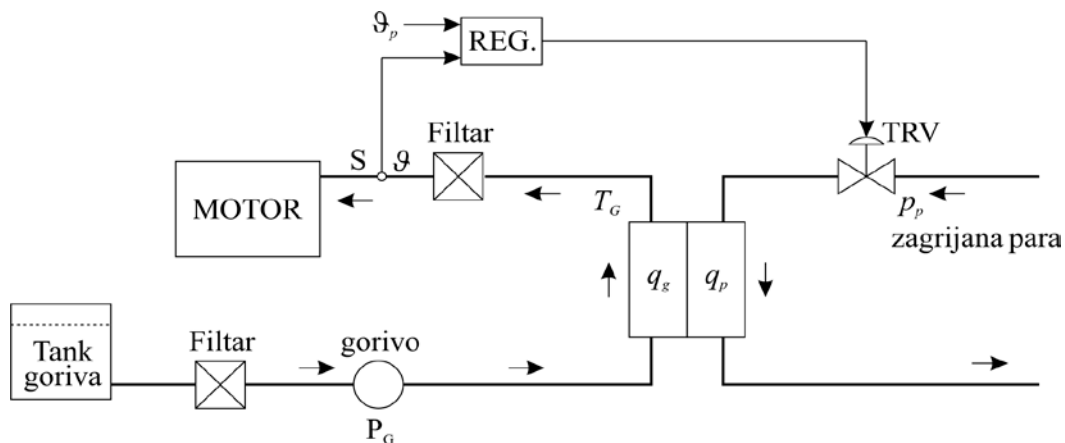 ϑp
REG.
Filtar
TRV
S
ϑ
MOTOR
TG
pp
zagrijana para
qg
qp
Tank
goriva
Filtar
gorivo
PG